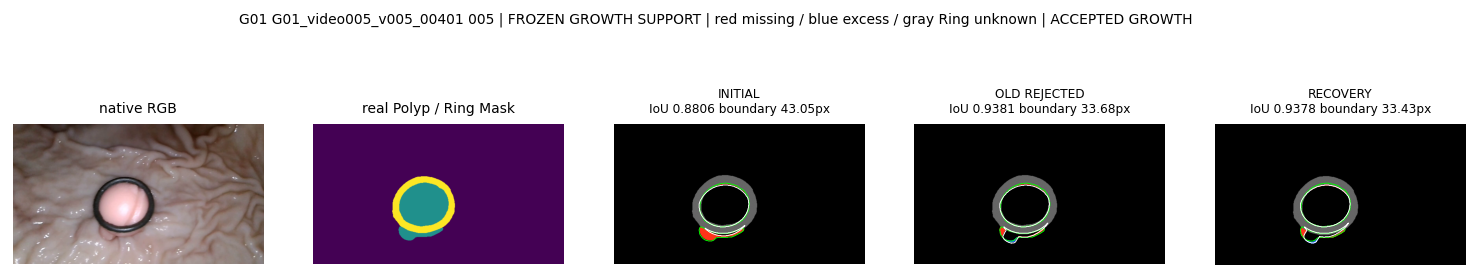 G01 G01_video005_v005_00401 005 | FROZEN GROWTH SUPPORT | red missing / blue excess / gray Ring unknown | ACCEPTED GROWTH
native RGB
real Polyp / Ring Mask
INITIAL
IoU 0.8806 boundary 43.05px
OLD REJECTED
IoU 0.9381 boundary 33.68px
RECOVERY
IoU 0.9378 boundary 33.43px